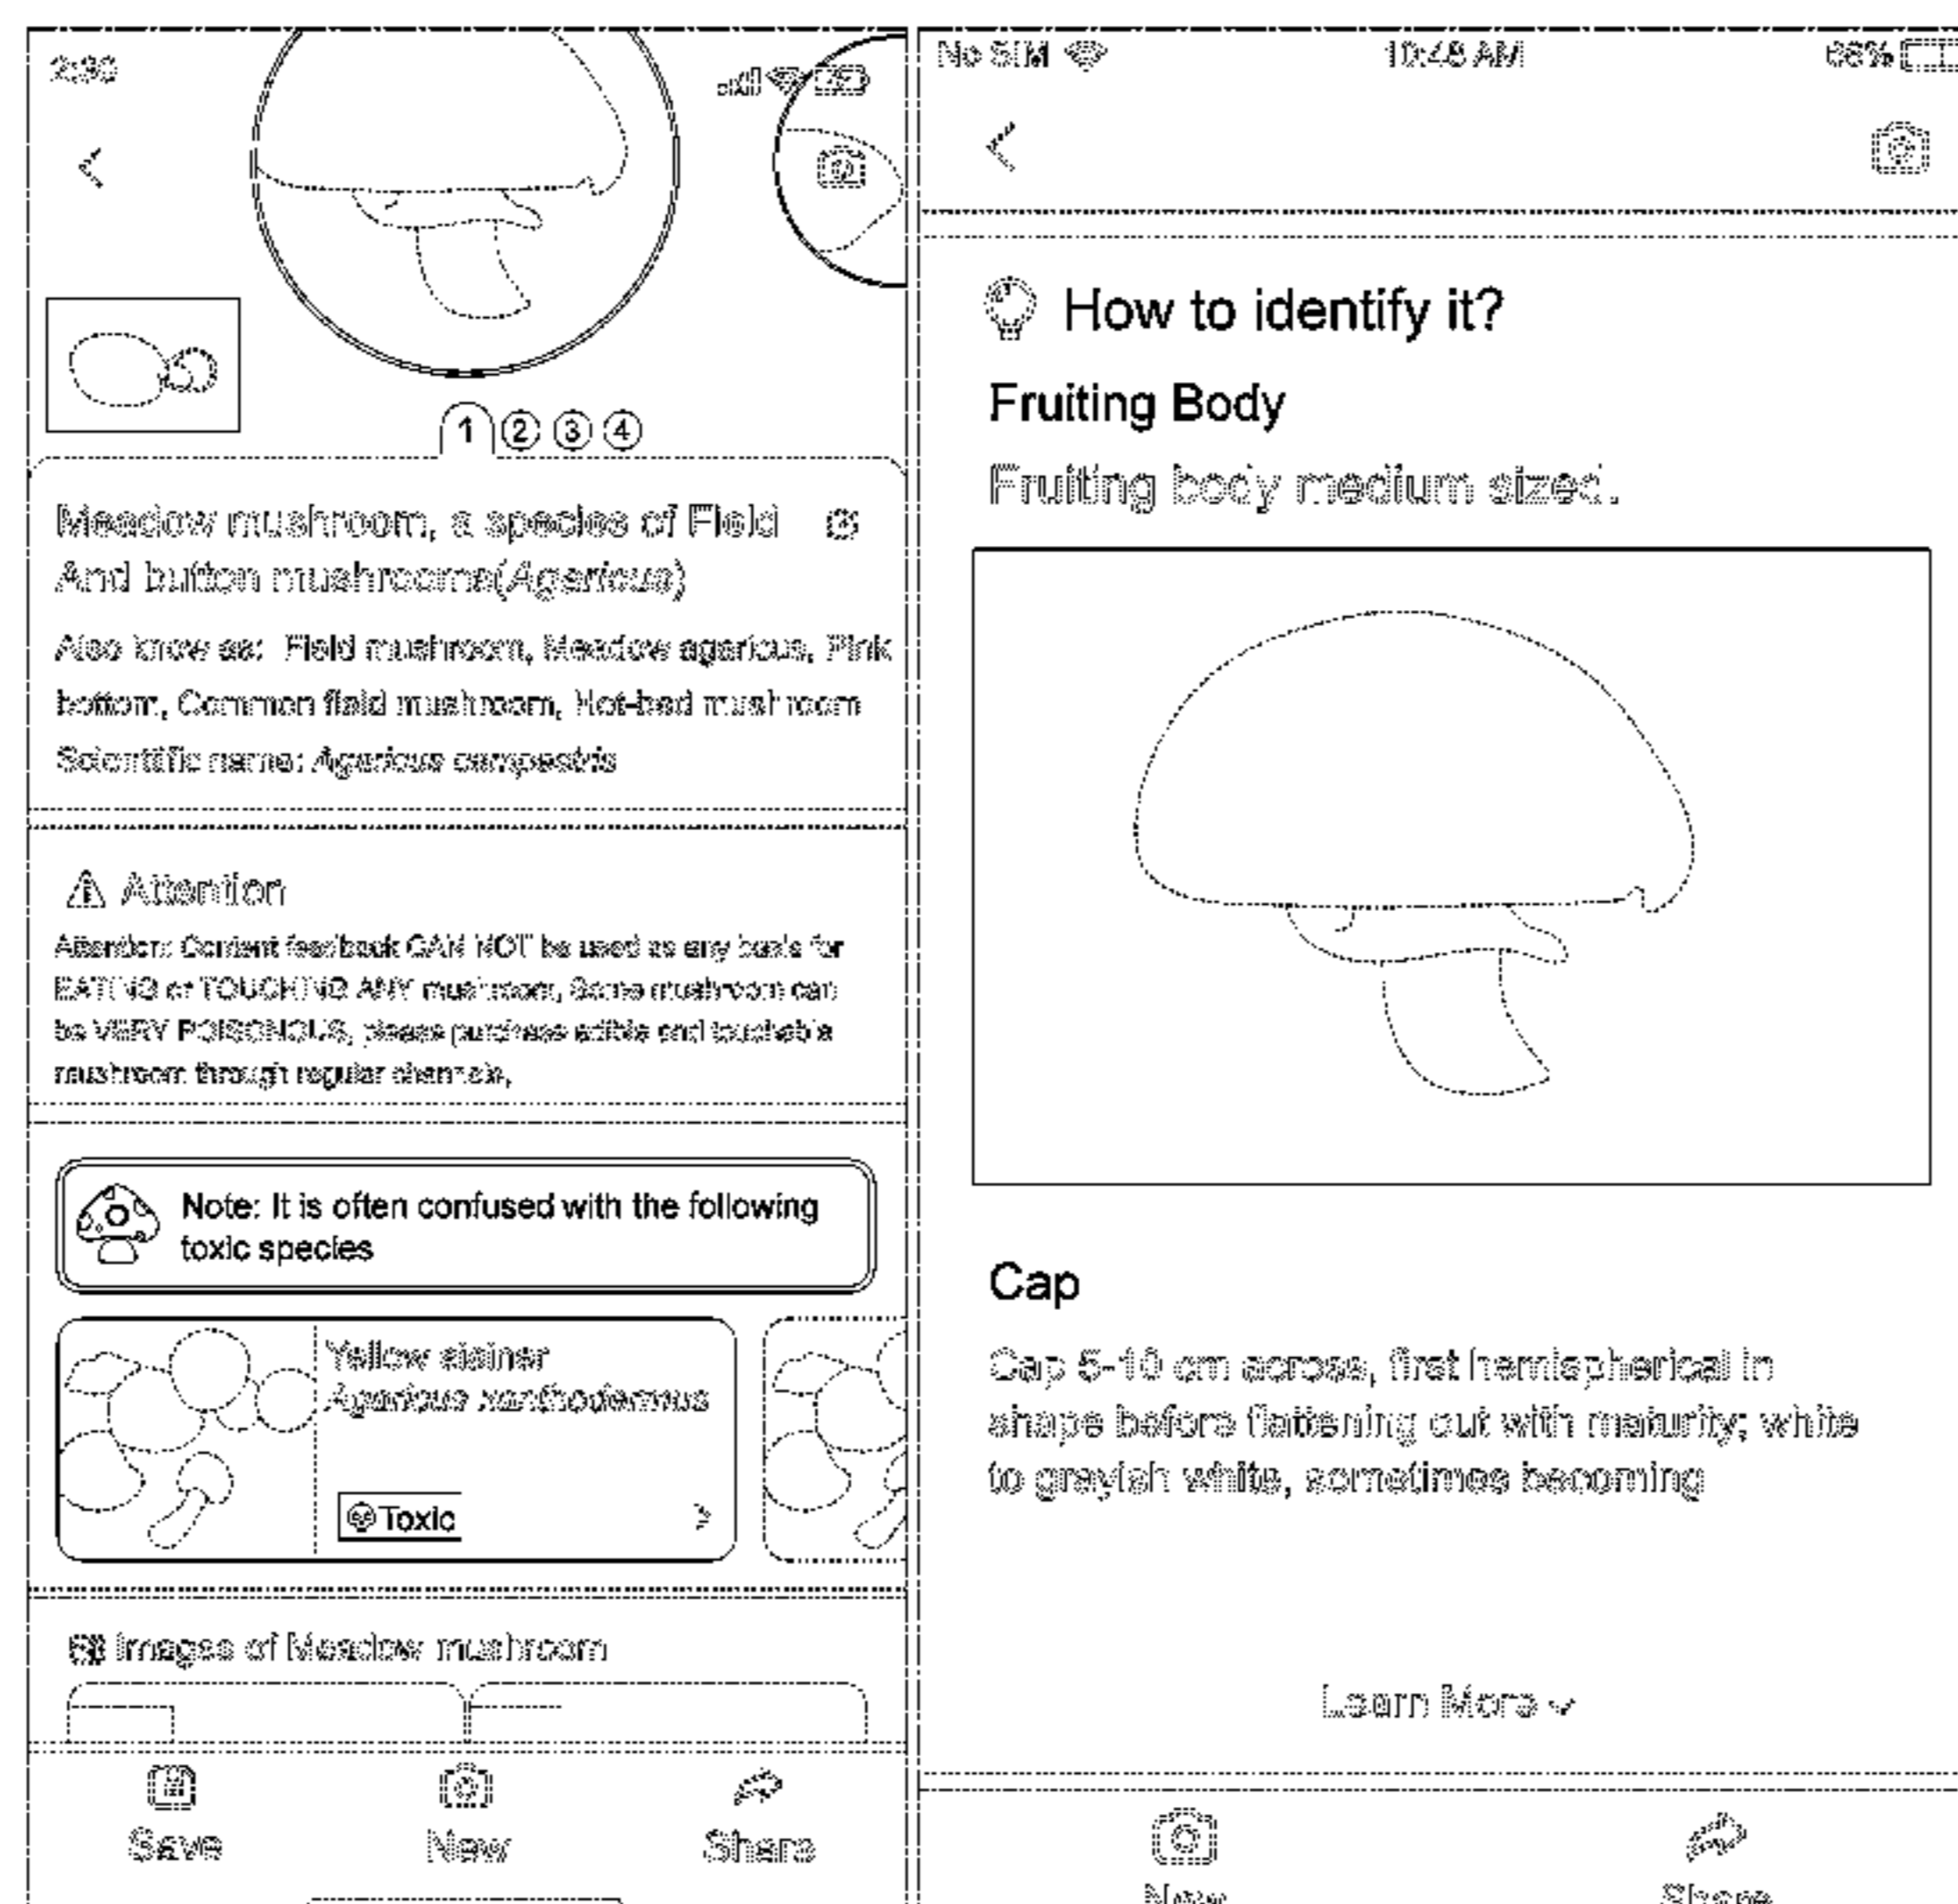 2:30
1 2 3 4
Meadow mushroom, a species of Field
And button mushrooms(Agaricus)
Also know as: Field mushroom, Meadow agaricus, Pink
bottom, Common field mushroom, Hot-bed mushroom
Scientific name: Agaricus campestris
Attention
Attention: Content feedback CAN NOT be used as any basis for
EATING or TOUCHING ANY mushroom, Some mushroom can
be VERY POISONOUS, please purchase edible and touchable
mushroom through regular channels,
Note: It is often confused with the following
toxic species
Yellow stainer
Agaricus xanthodermus
Toxic
Images of Meadow mushroom
Save New Share
No SIM 10:48 AM 66%
How to identify it?
Fruiting Body
Fruiting body medium sized.
Cap
Cap 5-10 cm across, first hemispherical in
shape before flattening out with maturity; white
to grayish white, sometimes becoming
Learn More
New Share